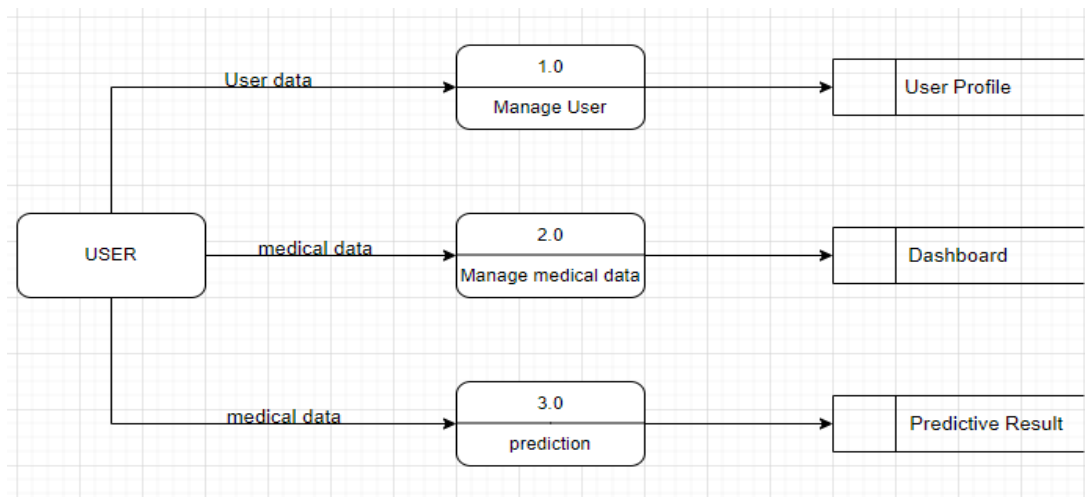 User data
1.0
Manage User
User Profile
USER
medical data
2.0
Manage medical data
Dashboard
medical data
3.0
prediction
Predictive Result